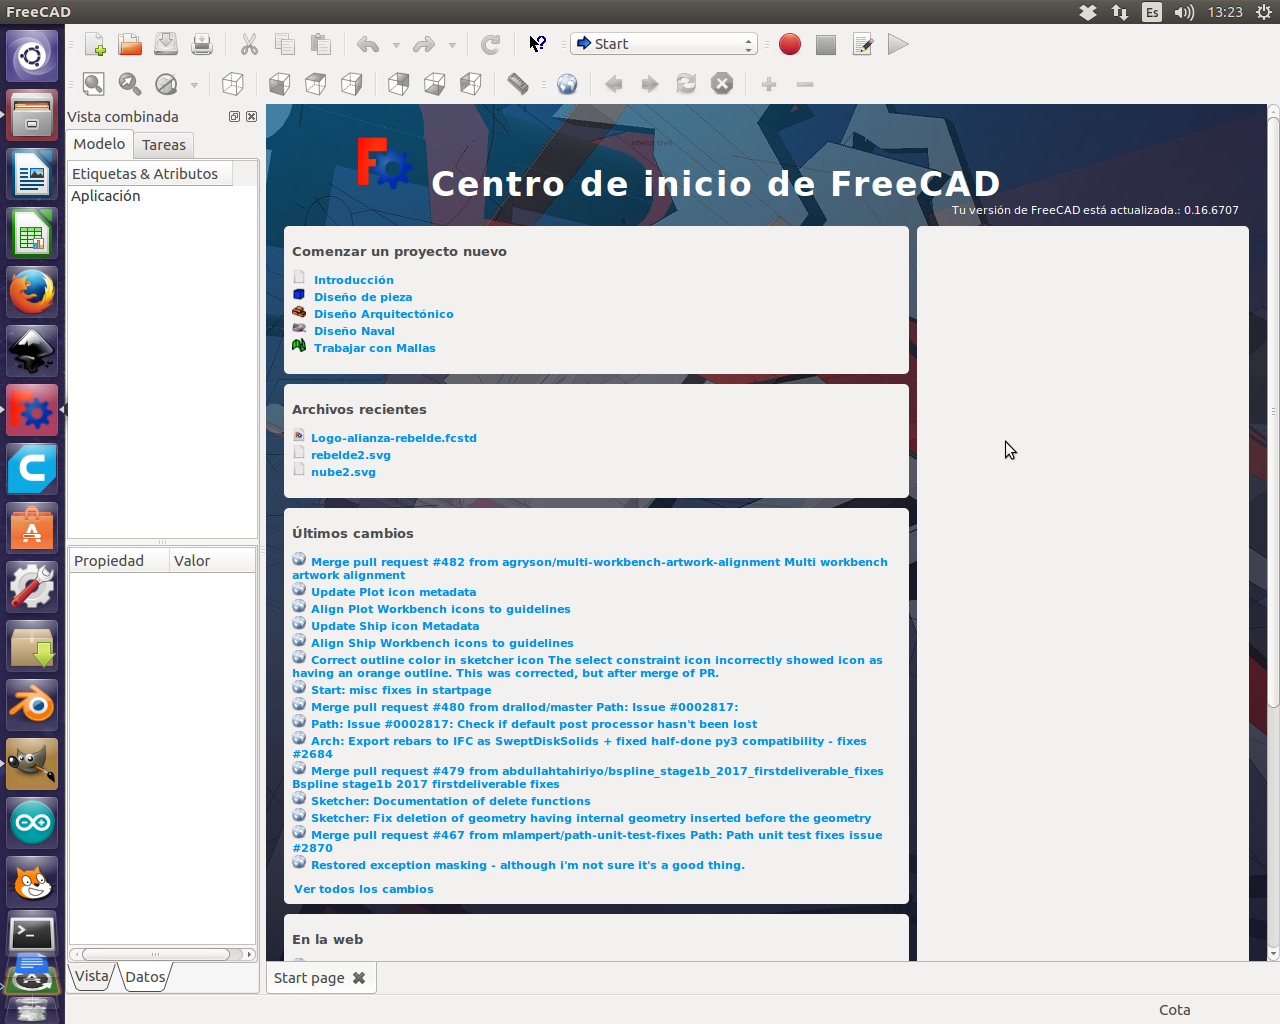 FreeCAD
Es
13:23
Start
Vista combinada
Modelo
Tareas
Etiquetas & Atributos
Aplicación
Propiedad
Valor
Vista
Datos
Centro de inicio de FreeCAD
Tu versión de FreeCAD está actualizada.: 0.16.6707
Comenzar un proyecto nuevo
Introducción
Diseño de pieza
Diseño Arquitectónico
Diseño Naval
Trabajar con Mallas
Archivos recientes
Logo-alianza-rebelde.fcstd
rebelde2.svg
nube2.svg
Últimos cambios
Merge pull request #482 from agryson/multi-workbench-artwork-alignment Multi workbench
artwork alignment
Update Plot icon metadata
Align Plot Workbench icons to guidelines
Update Ship icon Metadata
Align Ship Workbench icons to guidelines
Correct outline color in sketcher icon The select constraint icon incorrectly showed icon as
having an orange outline. This was corrected, but after merge of PR.
Start: misc fixes in startpage
Merge pull request #480 from drallod/master Path: Issue #0002817:
Path: Issue #0002817: Check if default post processor hasn't been lost
Arch: Export rebars to IFC as SweptDiskSolids + fixed half-done py3 compatibility - fixes
#2684
Merge pull request #479 from abdullahtahiriyo/bspline_stage1b_2017_firstdeliverable_fixes
Bspline stage1b 2017 firstdeliverable fixes
Sketcher: Documentation of delete functions
Sketcher: Fix deletion of geometry having internal geometry inserted before the geometry
Merge pull request #467 from mlampert/path-unit-test-fixes Path: Path unit test fixes issue
#2870
Restored exception masking - although i'm not sure it's a good thing.
Ver todos los cambios
En la web
Start page
Cota